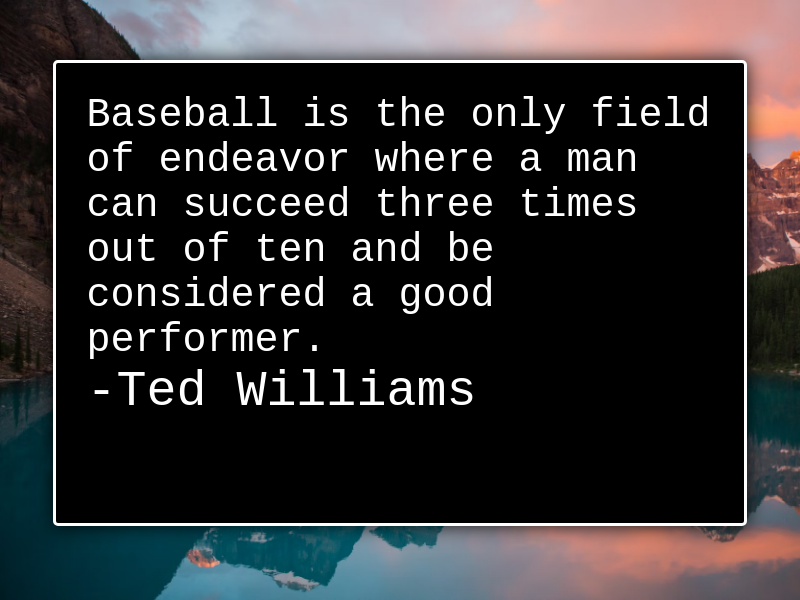 Baseball is the only field
of endeavor where a man
can succeed three times
out of ten and be
considered a good
performer.
-Ted Williams